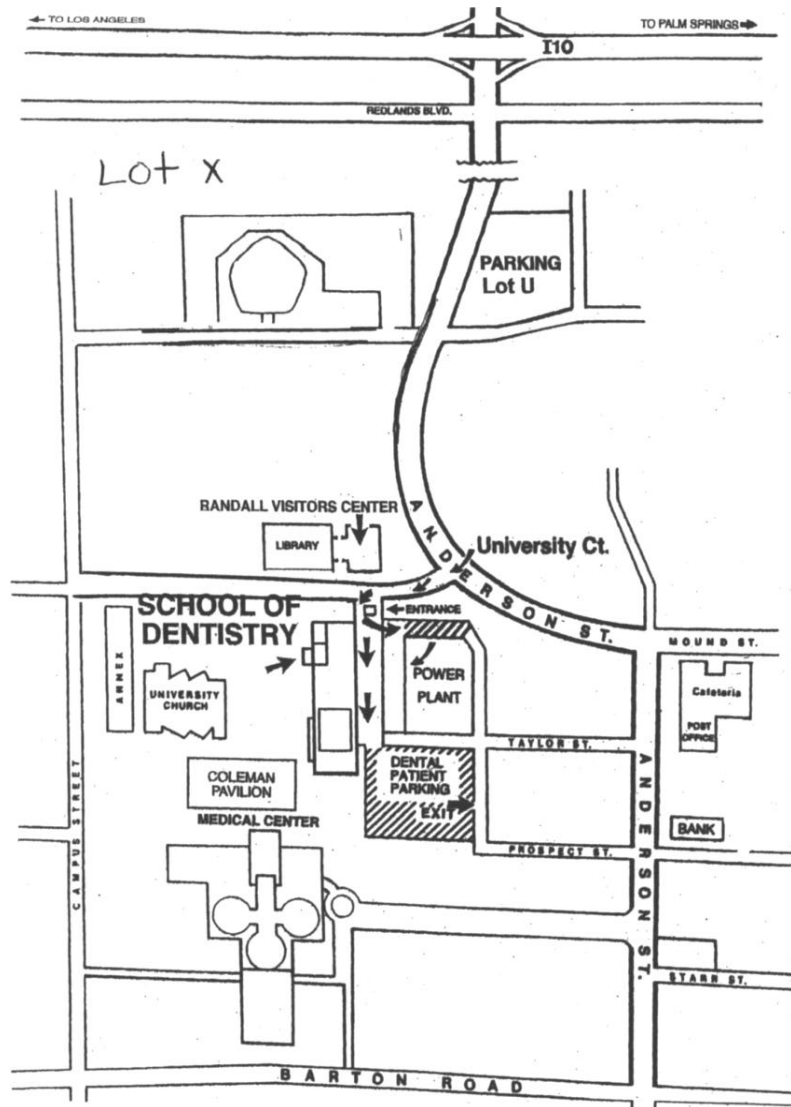 ← TO LOS ANGELES
TO PALM SPRINGS →
I10
REDLANDS BLVD.
Lot X
PARKING
Lot U
RANDALL VISITORS CENTER
LIBRARY
ANDERSON ST.
University Ct.
SCHOOL OF
DENTISTRY
← ENTRANCE
MOUND ST.
ANNEX
UNIVERSITY
CHURCH
POWER
PLANT
Cafeteria
POST
OFFICE
TAYLOR ST.
COLEMAN
PAVILION
DENTAL
PATIENT
PARKING
EXIT
ANDERSON ST.
CAMPUS STREET
MEDICAL CENTER
BANK
PROSPECT ST.
STARR ST.
BARTON ROAD